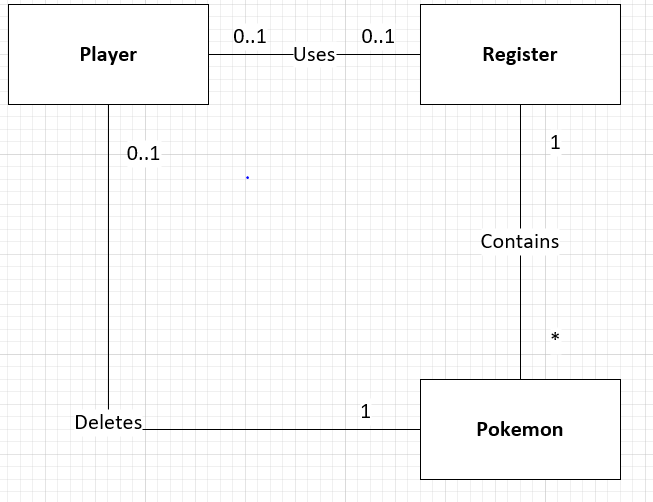 0..1
0..1
Player
Uses
Register
0..1
1
Contains
*
1
Deletes
Pokemon